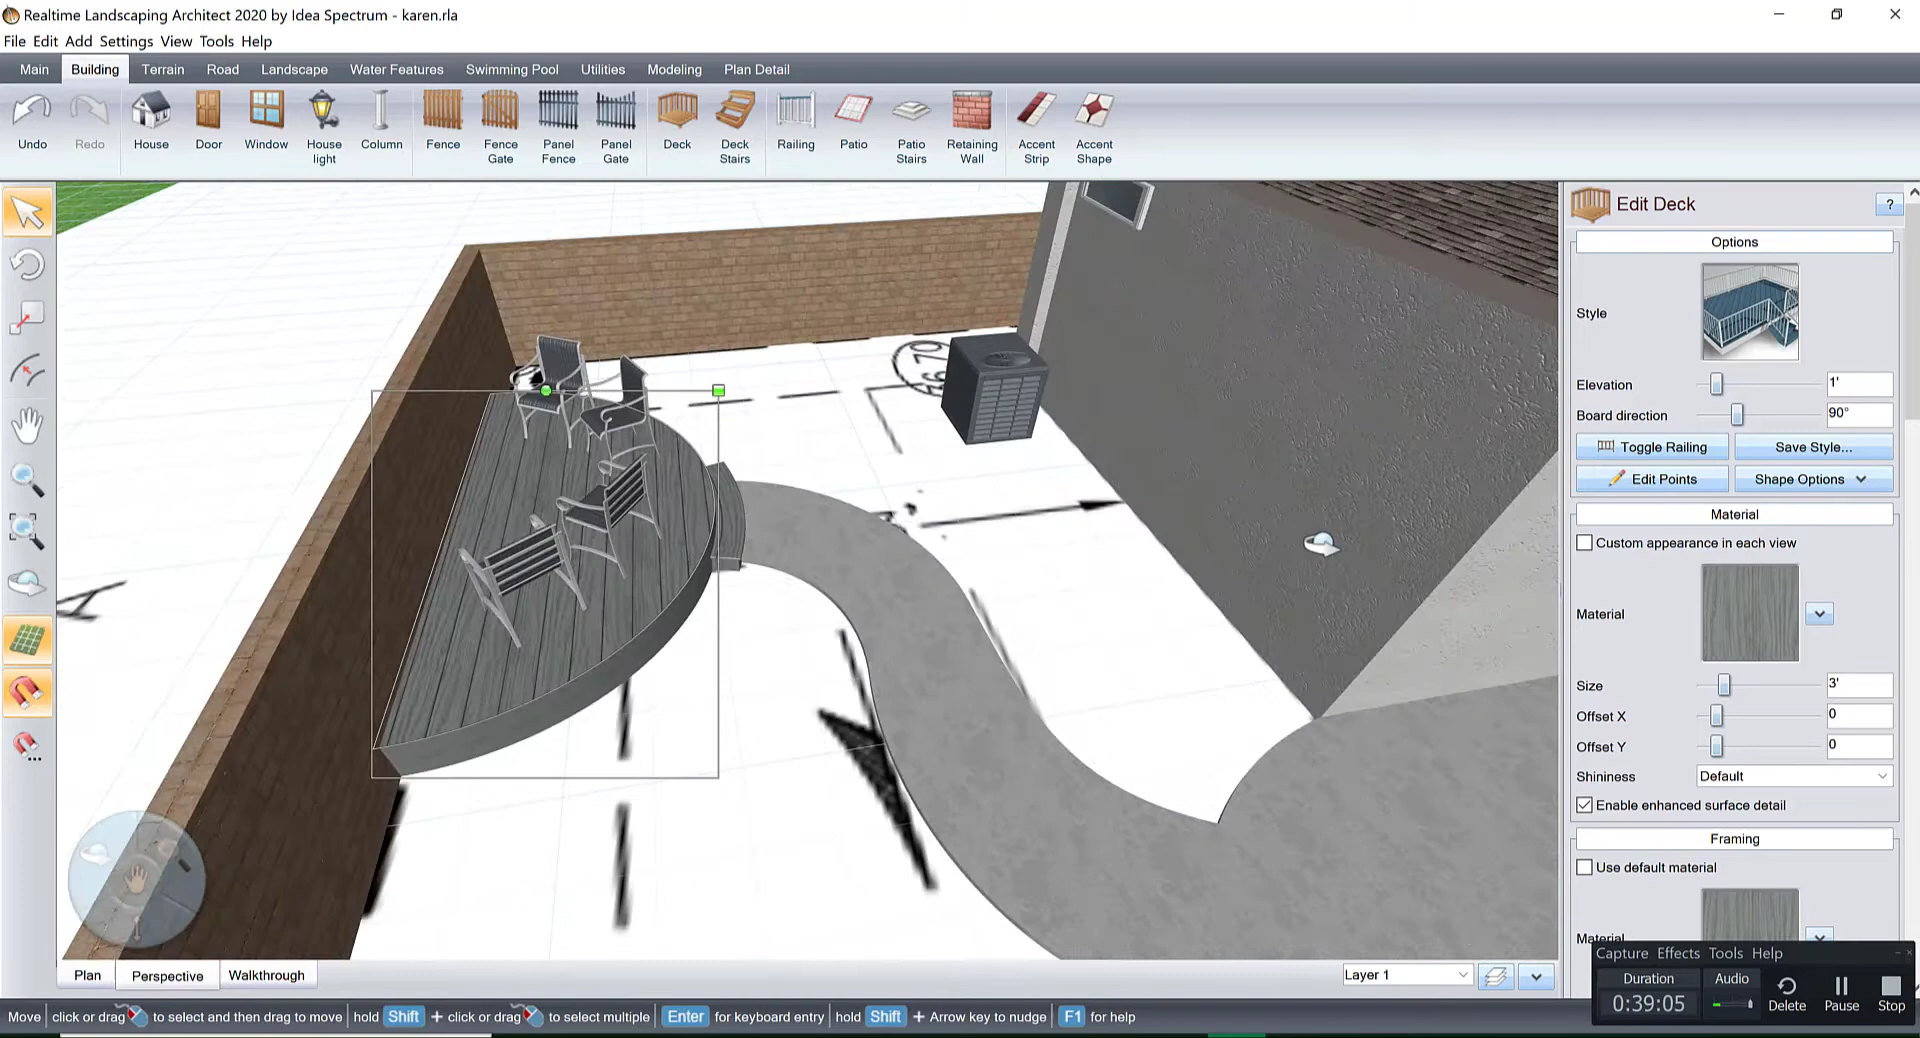 Realtime Landscaping Architect 2020 by Idea Spectrum - karen.rla
File Edit Add Settings View Tools Help
Main Building Terrain Road Landscape Water Features Swimming Pool Utilities Modeling Plan Detail
Undo Redo House Door Window House light Column Fence Fence Gate Panel Fence Panel Gate Deck Deck Stairs Railing Patio Patio Stairs Retaining Wall Accent Strip Accent Shape
Edit Deck
?
Options
Style
Elevation 1'
Board direction 90°
Toggle Railing Save Style...
Edit Points Shape Options
Material
Custom appearance in each view
Material
Size 3'
Offset X 0
Offset Y 0
Shininess Default
Enable enhanced surface detail
Framing
Use default material
Material
Capture Effects Tools Help
Duration Audio
0:39:05 Delete Pause Stop
Plan Perspective Walkthrough
Layer 1
Move click or drag to select and then drag to move hold Shift + click or drag to select multiple Enter for keyboard entry hold Shift + Arrow key to nudge F1 for help